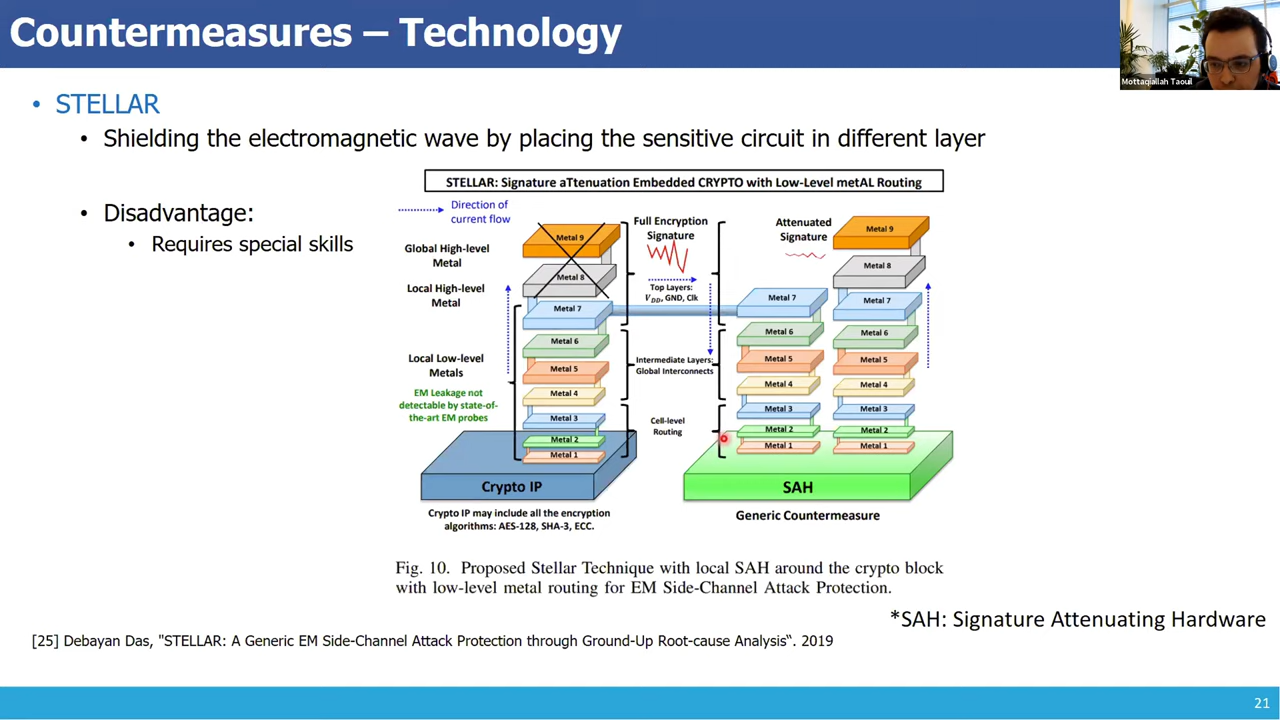 Countermeasures – Technology
Mottaqiallah Taouil
• STELLAR
• Shielding the electromagnetic wave by placing the sensitive circuit in different layer
• Disadvantage:
• Requires special skills
STELLAR: Signature aTtenuation Embedded CRYPTO with Low-Level metAL Routing
Direction of
current flow
Global High-level
Metal
Local High-level
Metal
Local Low-level
Metals
EM Leakage not
detectable by state-of-
the-art EM probes
Metal 9
Metal 8
Metal 7
Metal 6
Metal 5
Metal 4
Metal 3
Metal 2
Metal 1
Crypto IP
Crypto IP may include all the encryption
algorithms: AES-128, SHA-3, ECC.
Full Encryption
Signature
Top Layers:
VDD, GND, Clk
Intermediate Layers:
Global Interconnects
Cell-level
Routing
Attenuated
Signature
Metal 7
Metal 6
Metal 5
Metal 4
Metal 3
Metal 2
Metal 1
Metal 9
Metal 8
Metal 7
Metal 6
Metal 5
Metal 4
Metal 3
Metal 2
Metal 1
SAH
Generic Countermeasure
Fig. 10. Proposed Stellar Technique with local SAH around the crypto block
with low-level metal routing for EM Side-Channel Attack Protection.
*SAH: Signature Attenuating Hardware
[25] Debayan Das, "STELLAR: A Generic EM Side-Channel Attack Protection through Ground-Up Root-cause Analysis“. 2019
21